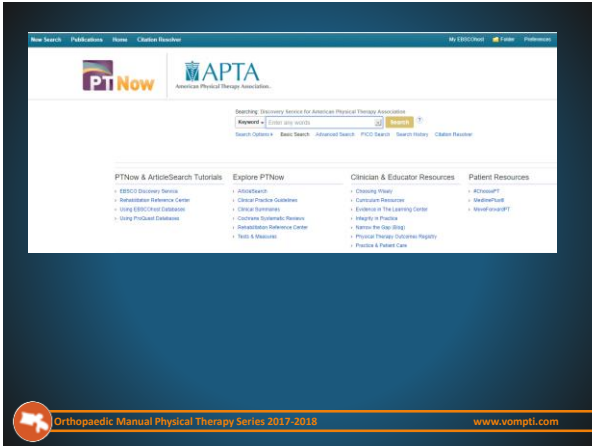 New Search Publications Home Citation Resolver My EBSCOhost Folder Preferences
PT Now APTA
American Physical Therapy Association.
Searching: Discovery Service for American Physical Therapy Association
Keyword Enter any words Search ?
Search Options Basic Search Advanced Search PICO Search Search History Citation Resolver
PTNow & ArticleSearch Tutorials Explore PTNow Clinician & Educator Resources Patient Resources
EBSCO Discovery Service ArticleSearch Choosing Wisely #ChoosePT
Rehabilitation Reference Center Clinical Practice Guidelines Curriculum Resources MedlinePlus®
Using EBSCOhost Databases Clinical Summaries Evidence in The Learning Center MoveForwardPT
Using ProQuest Databases Cochrane Systematic Reviews Integrity in Practice
Rehabilitation Reference Center Narrow the Gap (blog)
Tests & Measures Physical Therapy Outcomes Registry
Practice & Patient Care
Orthopaedic Manual Physical Therapy Series 2017-2018 www.vompti.com